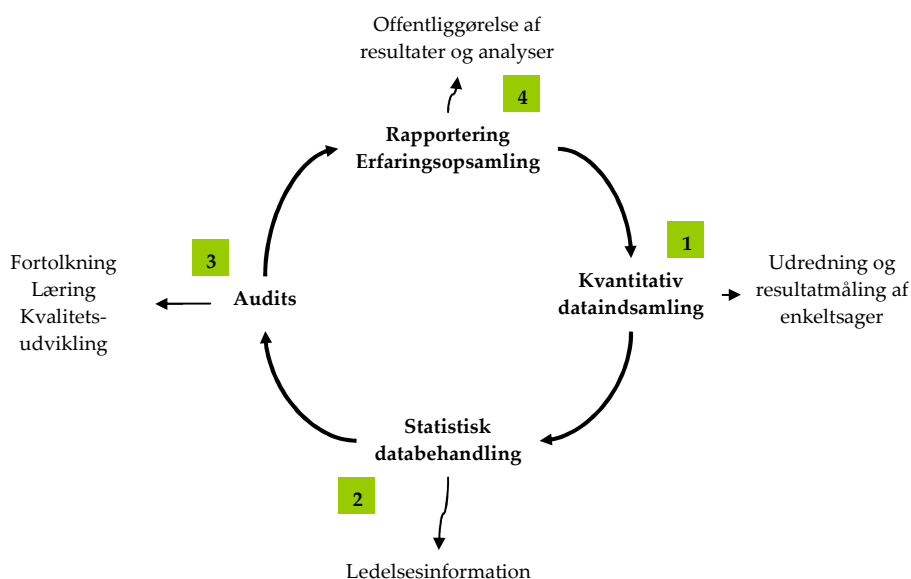 Offentliggørelse af
resultater og analyser
4
Rapportering
Erfaringsopsamling
1
Kvantitativ
dataindsamling
Udredning og
resultatmåling af
enkeltsager
3
Audits
Fortolkning
Læring
Kvalitets-
udvikling
Statistisk
databehandling
2
Ledelsesinformation